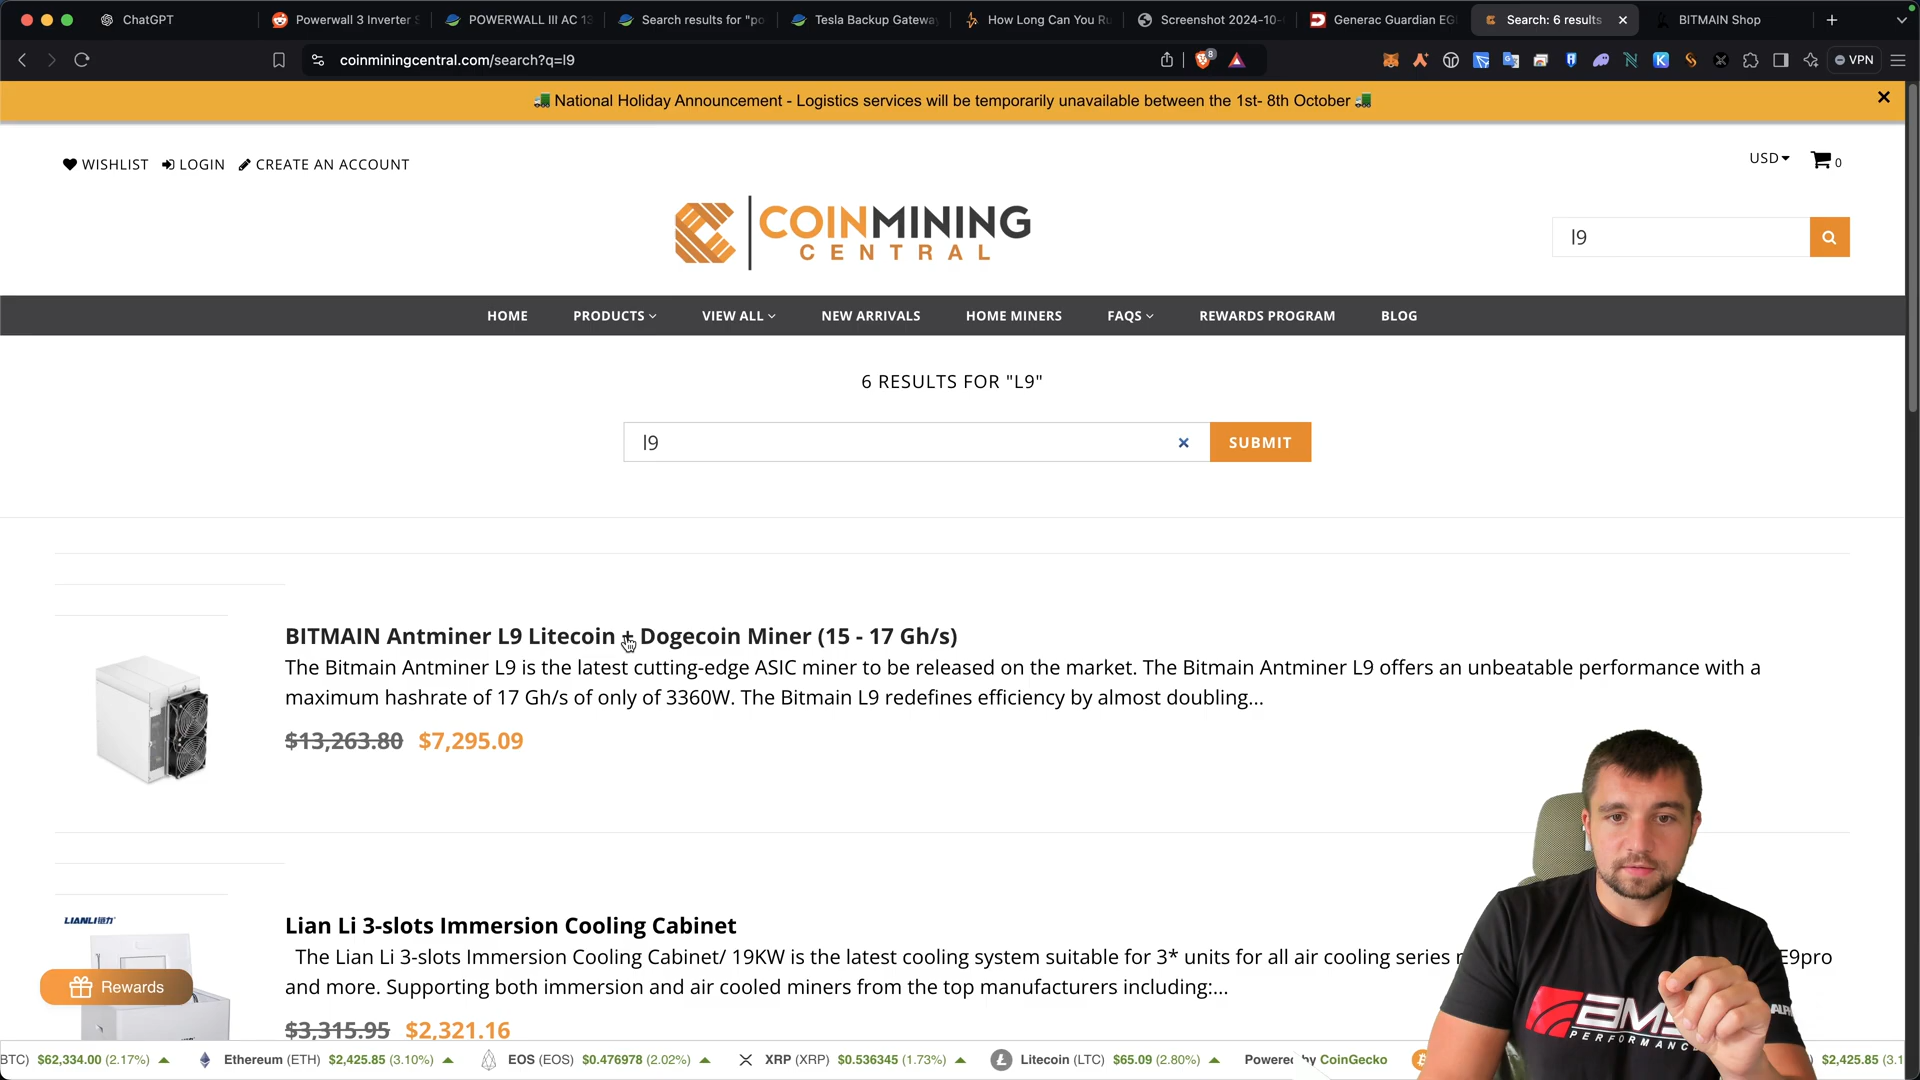 ChatGPT
Powerwall 3 Inverter S
POWERWALL III AC 13
Search results for "po
Tesla Backup Gateway
How Long Can You Ru
Screenshot 2024-10-
Generac Guardian EGI
Search: 6 results
BITMAIN Shop
coinminingcentral.com/search?q=l9
8
VPN
National Holiday Announcement - Logistics services will be temporarily unavailable between the 1st- 8th October
WISHLIST LOGIN CREATE AN ACCOUNT
USD
0
COINMINING
CENTRAL
l9
HOME PRODUCTS VIEW ALL NEW ARRIVALS HOME MINERS FAQS REWARDS PROGRAM BLOG
6 RESULTS FOR "L9"
l9
SUBMIT
BITMAIN Antminer L9 Litecoin + Dogecoin Miner (15 - 17 Gh/s)
The Bitmain Antminer L9 is the latest cutting-edge ASIC miner to be released on the market. The Bitmain Antminer L9 offers an unbeatable performance with a
maximum hashrate of 17 Gh/s of only of 3360W. The Bitmain L9 redefines efficiency by almost doubling...
$13,263.80 $7,295.09
LIANLI
Lian Li 3-slots Immersion Cooling Cabinet
The Lian Li 3-slots Immersion Cooling Cabinet/ 19KW is the latest cooling system suitable for 3* units for all air cooling series E9pro
and more. Supporting both immersion and air cooled miners from the top manufacturers including:...
$3,315.95 $2,321.16
Rewards
AMS
PERFORMANCE
BTC) $62,334.00 (2.17%) Ethereum (ETH) $2,425.85 (3.10%) EOS (EOS) $0.476978 (2.02%) XRP (XRP) $0.536345 (1.73%) Litecoin (LTC) $65.09 (2.80%) Powered by CoinGecko $2,425.85 (3.1